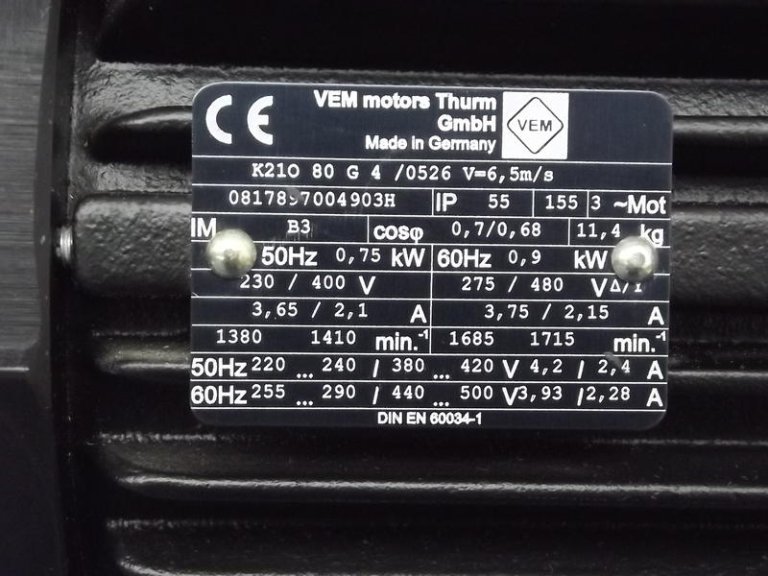 CE VEM motors Thurm
GmbH VEM
Made in Germany
K21O 80 G 4 /0526 V=6,5m/s
0817897004903H IP 55 155 3 ~Mot
IM B3 cosφ 0,7/0,68 11,4 kg
50Hz 0,75 kW 60Hz 0,9 kW
230 / 400 V 275 / 480 V Δ/Y
3,65 / 2,1 A 3,75 / 2,15 A
1380 1410 min.-1 1685 1715 min.-1
50Hz 220 ... 240 / 380 ... 420 V 4,2 / 2,4 A
60Hz 255 ... 290 / 440 ... 500 V 3,93 / 2,28 A
DIN EN 60034-1